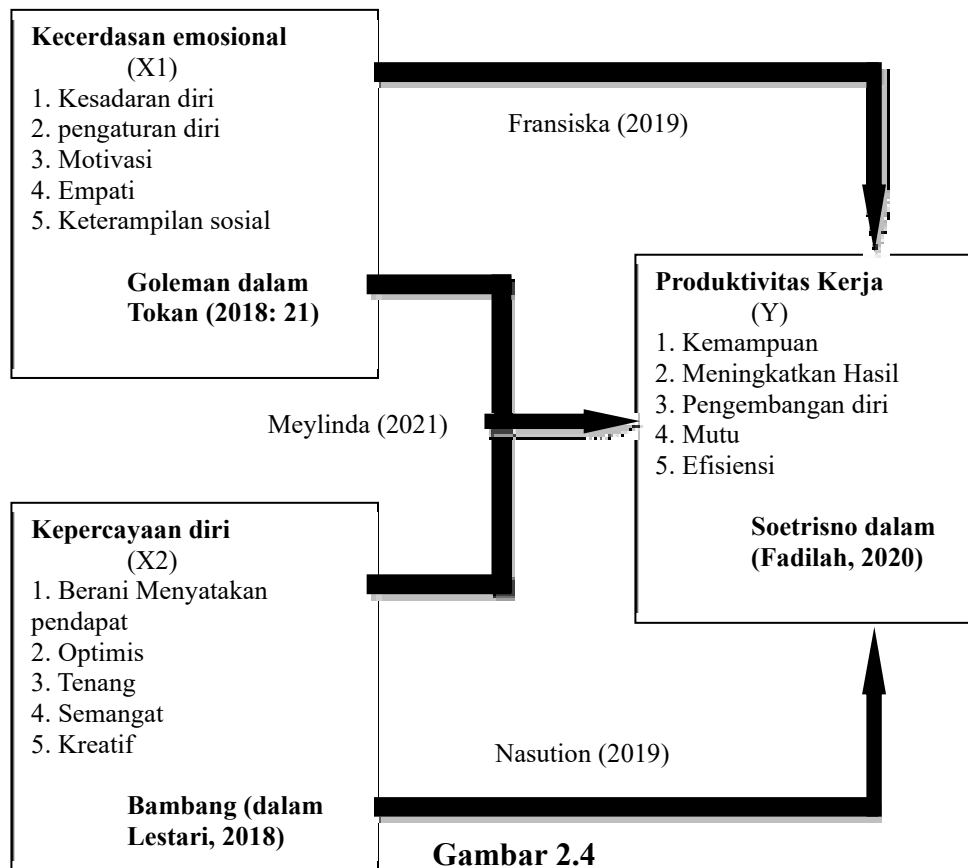 Kecerdasan emosional
(X1)
1. Kesadaran diri
2. pengaturan diri
3. Motivasi
4. Empati
5. Keterampilan sosial
Goleman dalam
Tokan (2018: 21)
Fransiska (2019)
Meylinda (2021)
Produktivitas Kerja
(Y)
1. Kemampuan
2. Meningkatkan Hasil
3. Pengembangan diri
4. Mutu
5. Efisiensi
Soetrisno dalam
(Fadilah, 2020)
Kepercayaan diri
(X2)
1. Berani Menyatakan
pendapat
2. Optimis
3. Tenang
4. Semangat
5. Kreatif
Bambang (dalam
Lestari, 2018)
Nasution (2019)
Gambar 2.4